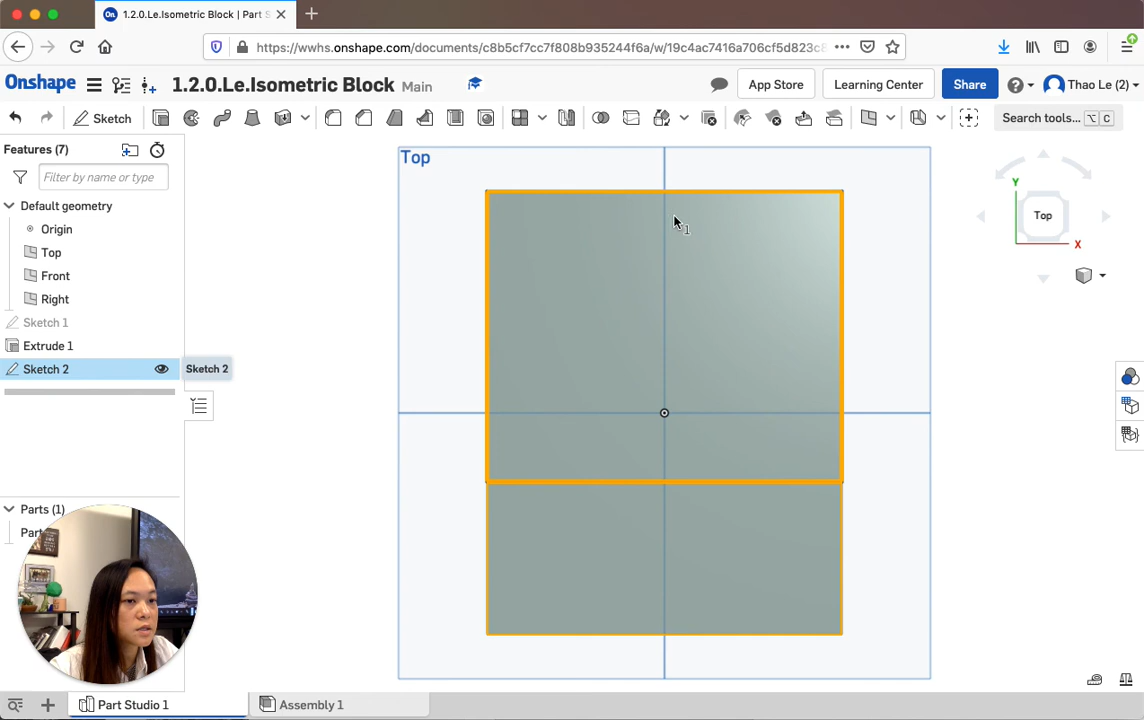 1.2.0.Le.Isometric Block | Part S
https://wwhs.onshape.com/documents/c8b5cf7cc7f808b935244f6a/w/19c4ac7416a706cf5d823c8
Onshape
1.2.0.Le.Isometric Block Main
App Store
Learning Center
Share
Thao Le (2)
Sketch
Search tools... ⌥ C
Features (7)
Filter by name or type
Default geometry
Origin
Top
Front
Right
Sketch 1
Extrude 1
Sketch 2
Sketch 2
Parts (1)
Part
Top
1
Y
Top
X
Part Studio 1
Assembly 1